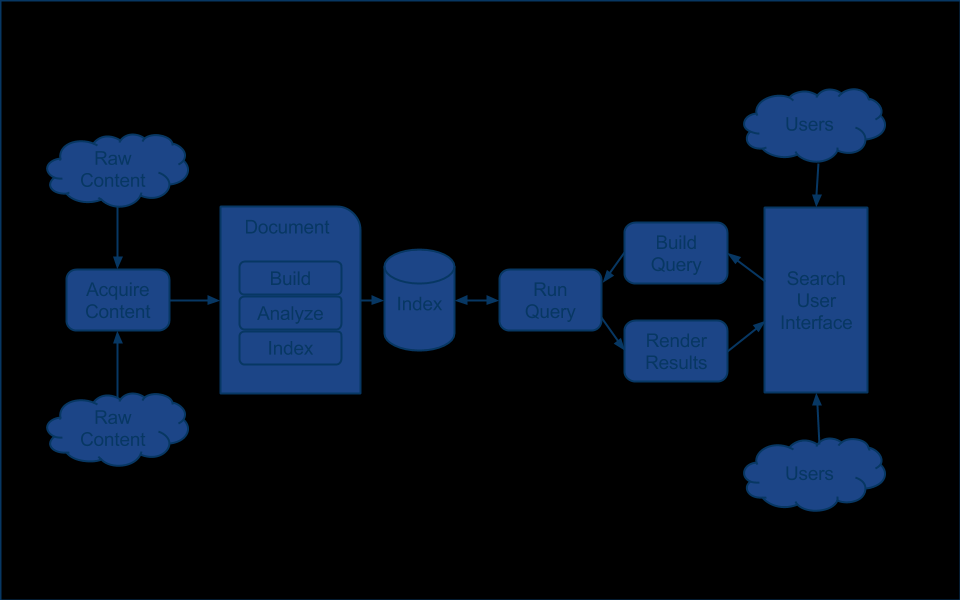 Raw
Content
Acquire
Content
Raw
Content
Document
Build
Analyze
Index
Index
Run
Query
Build
Query
Render
Results
Users
Search
User
Interface
Users